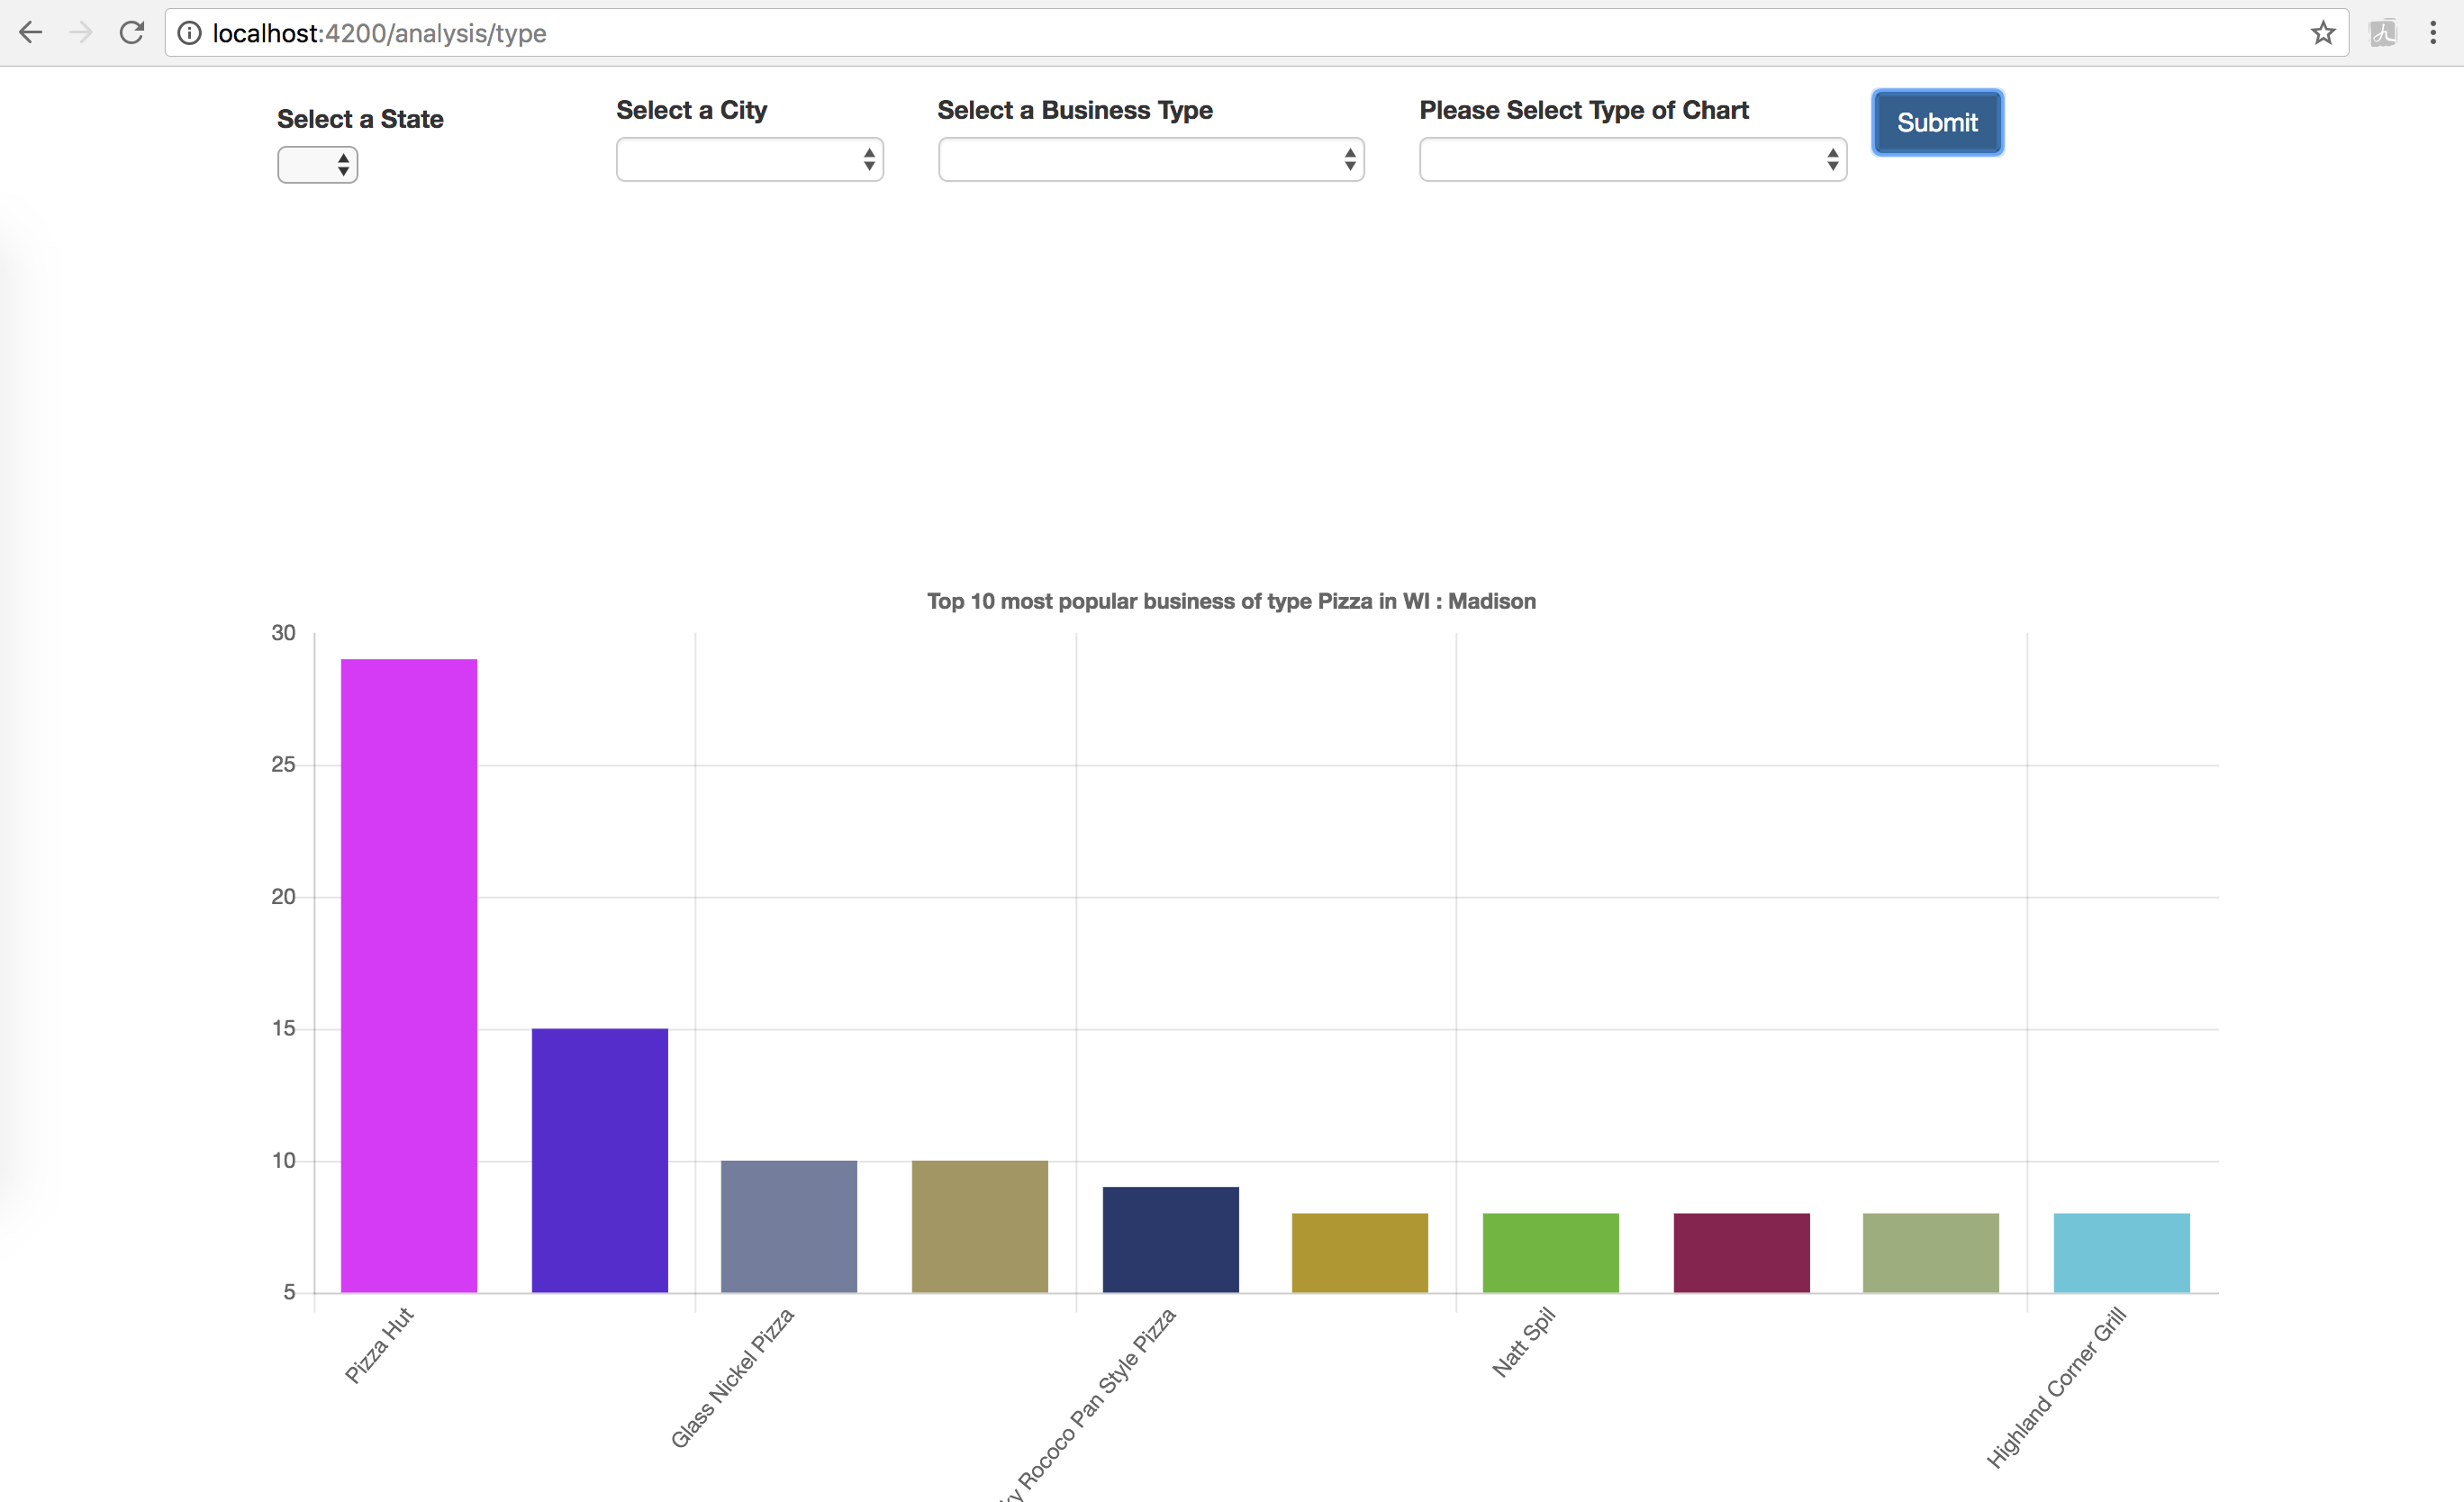 localhost:4200/analysis/type
Select a State
Select a City
Select a Business Type
Please Select Type of Chart
Submit
Top 10 most popular business of type Pizza in WI : Madison
30
25
20
15
10
5
Pizza Hut
Glass Nickel Pizza
Rococo Pan Style Pizza
Natt Spil
Highland Corner Grill